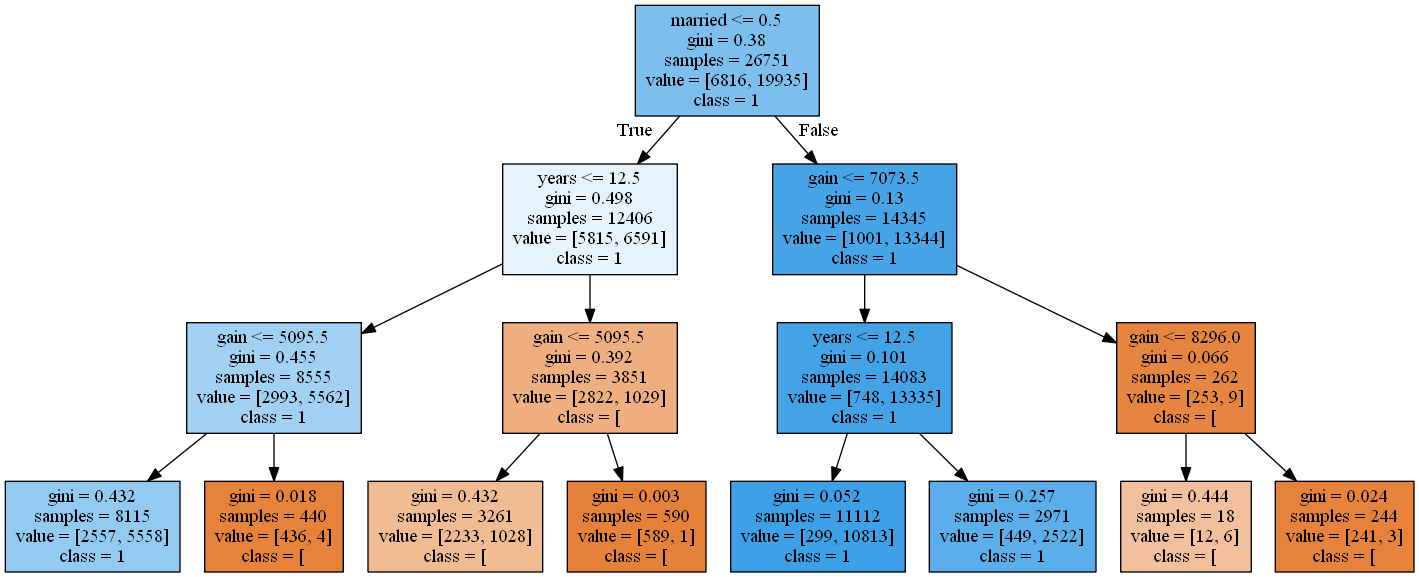 married <= 0.5
gini = 0.38
samples = 26751
value = [6816, 19935]
class = 1
True
False
years <= 12.5
gini = 0.498
samples = 12406
value = [5815, 6591]
class = 1
gain <= 7073.5
gini = 0.13
samples = 14345
value = [1001, 13344]
class = 1
gain <= 5095.5
gini = 0.455
samples = 8555
value = [2993, 5562]
class = 1
gain <= 5095.5
gini = 0.392
samples = 3851
value = [2822, 1029]
class = [
years <= 12.5
gini = 0.101
samples = 14083
value = [748, 13335]
class = 1
gain <= 8296.0
gini = 0.066
samples = 262
value = [253, 9]
class = [
gini = 0.432
samples = 8115
value = [2557, 5558]
class = 1
gini = 0.018
samples = 440
value = [436, 4]
class = [
gini = 0.432
samples = 3261
value = [2233, 1028]
class = [
gini = 0.003
samples = 590
value = [589, 1]
class = [
gini = 0.052
samples = 11112
value = [299, 10813]
class = 1
gini = 0.257
samples = 2971
value = [449, 2522]
class = 1
gini = 0.444
samples = 18
value = [12, 6]
class = [
gini = 0.024
samples = 244
value = [241, 3]
class = [